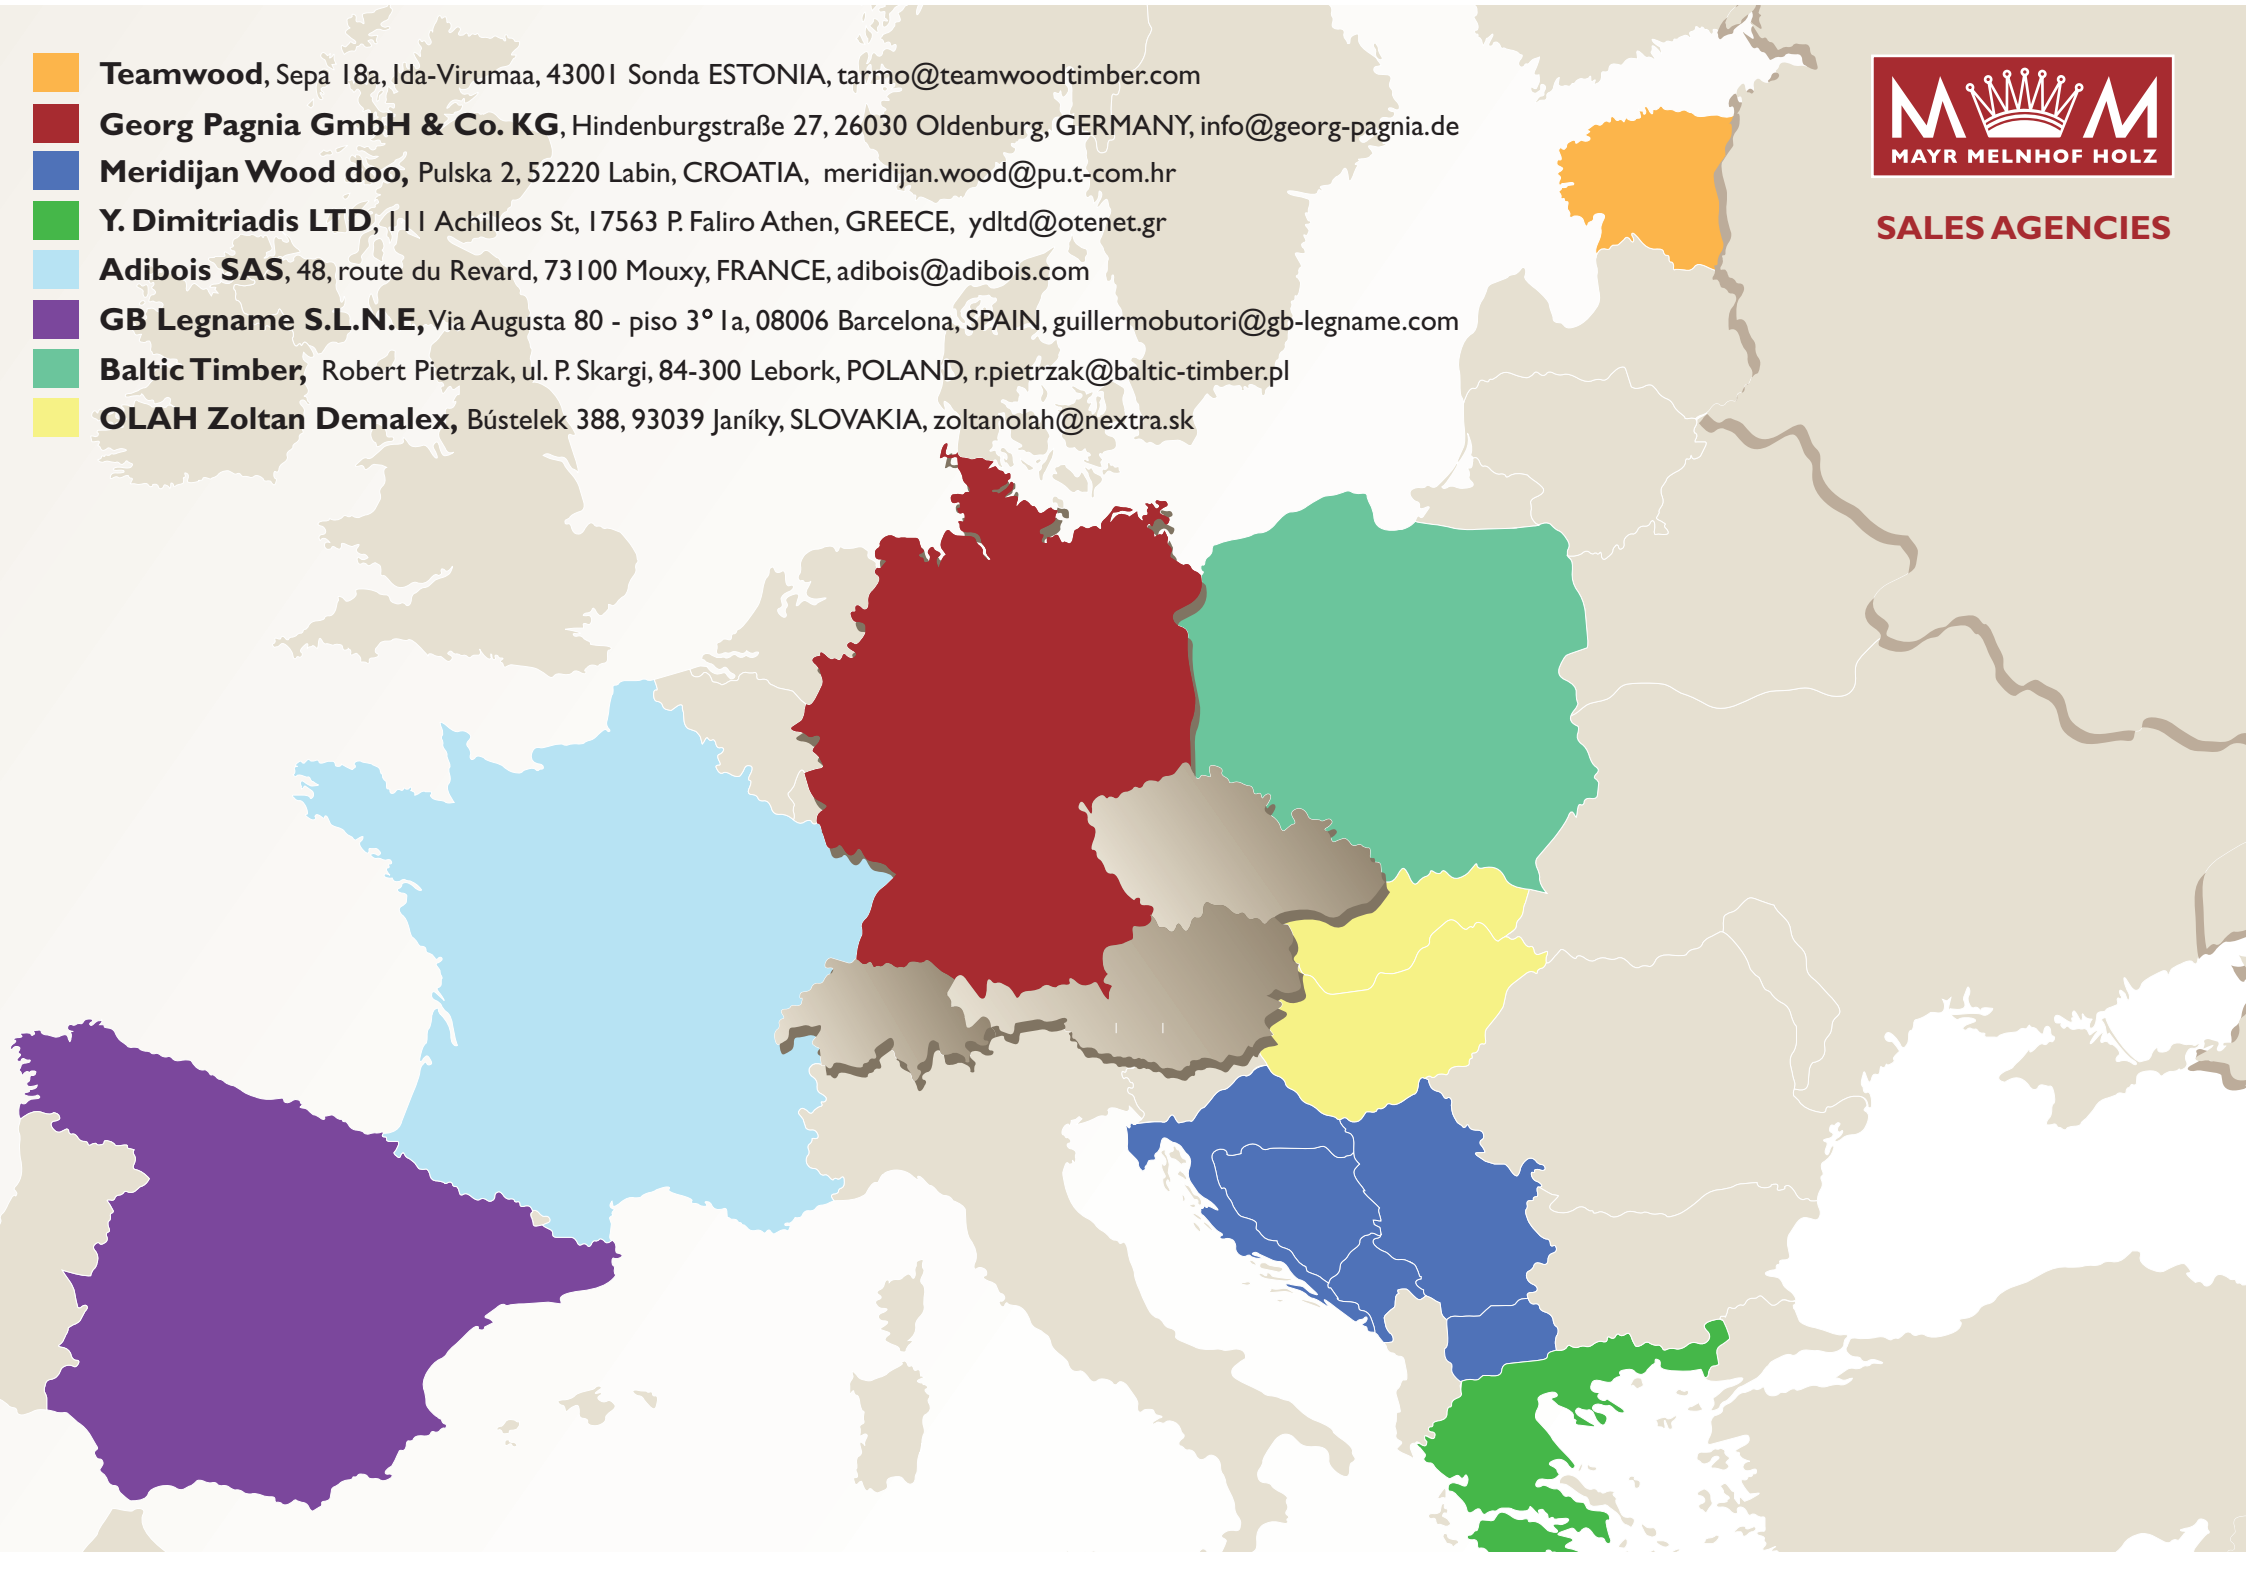 Teamwood, Sepa 18a, Ida-Virumaa, 43001 Sonda ESTONIA, tarmo@teamwoodtimber.com
Georg Pagnia GmbH & Co. KG, Hindenburgstraße 27, 26030 Oldenburg, GERMANY, info@georg-pagnia.de
Meridijan Wood doo, Pulska 2, 52220 Labin, CROATIA, meridijan.wood@pu.t-com.hr
Y. Dimitriadis LTD, 111 Achilleos St, 17563 P. Faliro Athen, GREECE, ydltd@otenet.gr
Adibois SAS, 48, route du Revard, 73100 Mouxy, FRANCE, adibois@adibois.com
GB Legname S.L.N.E, Via Augusta 80 - piso 3° 1a, 08006 Barcelona, SPAIN, guillermobutori@gb-legname.com
Baltic Timber, Robert Pietrzak, ul. P. Skargi, 84-300 Lebork, POLAND, r.pietrzak@baltic-timber.pl
OLAH Zoltan Demalex, Bústelek 388, 93039 Janíky, SLOVAKIA, zoltanolah@nextra.sk
M M
MAYR MELNHOF HOLZ
SALES AGENCIES